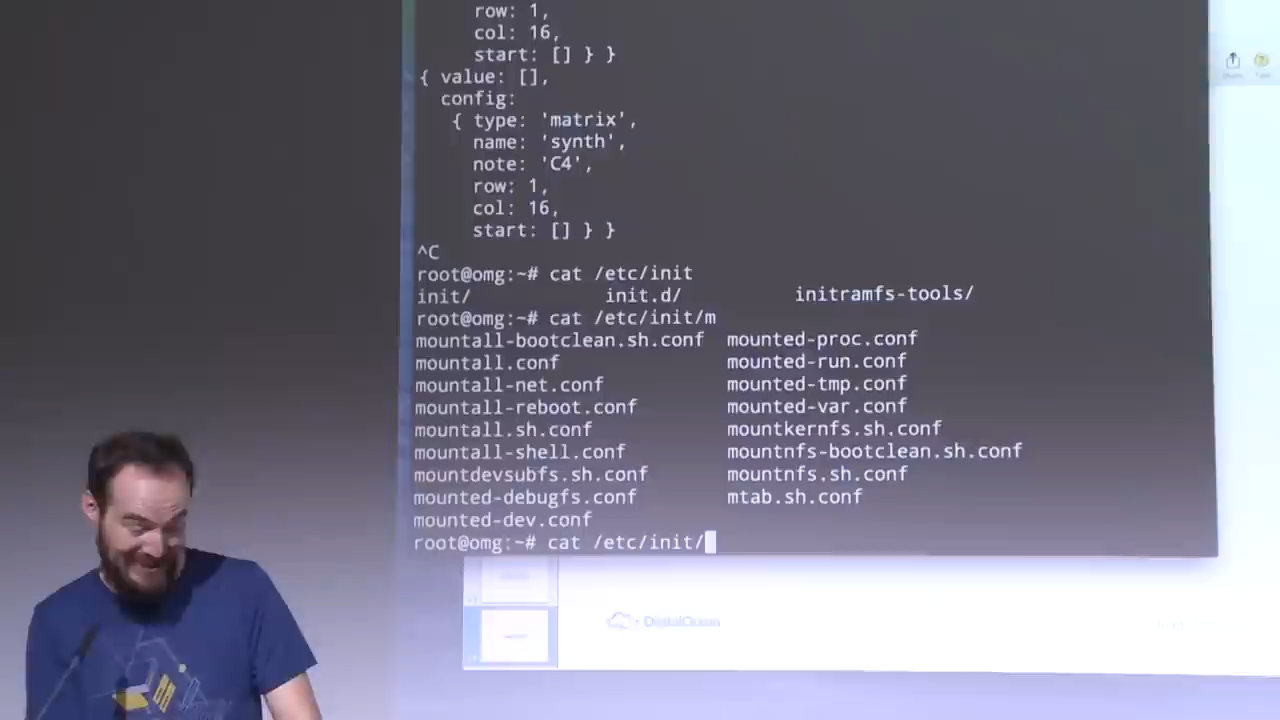 row: 1,
col: 16,
start: [] } }
{ value: [],
config:
{ type: 'matrix',
name: 'synth',
note: 'C4',
row: 1,
col: 16,
start: [] } }
^C
root@omg:~# cat /etc/init
init/ init.d/ initramfs-tools/
root@omg:~# cat /etc/init/m
mountall-bootclean.sh.conf mounted-proc.conf
mountall.conf mounted-run.conf
mountall-net.conf mounted-tmp.conf
mountall-reboot.conf mounted-var.conf
mountall.sh.conf mountkernfs.sh.conf
mountall-shell.conf mountnfs-bootclean.sh.conf
mountdevsubfs.sh.conf mountnfs.sh.conf
mounted-debugfs.conf mtab.sh.conf
mounted-dev.conf
root@omg:~# cat /etc/init/
DigitalOcean